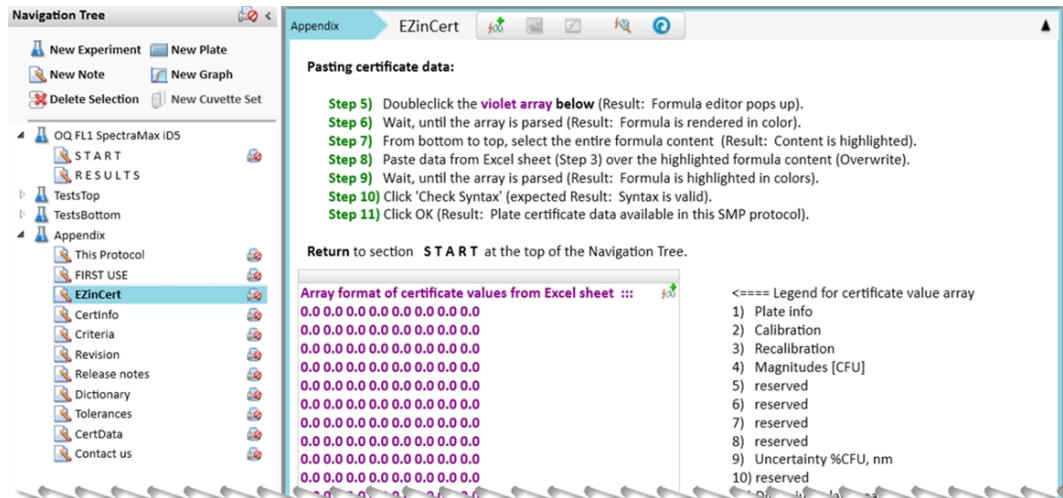 Navigation Tree
New Experiment New Plate
New Note New Graph
Delete Selection New Cuvette Set
OQ FL1 SpectraMax iD5
S T A R T
R E S U L T S
TestsTop
TestsBottom
Appendix
This Protocol
FIRST USE
EZinCert
CertInfo
Criteria
Revision
Release notes
Dictionary
Tolerances
CertData
Contact us
Appendix EZinCert
Pasting certificate data:
Step 5) Doubleclick the violet array below (Result: Formula editor pops up).
Step 6) Wait, until the array is parsed (Result: Formula is rendered in color).
Step 7) From bottom to top, select the entire formula content (Result: Content is highlighted).
Step 8) Paste data from Excel sheet (Step 3) over the highlighted formula content (Overwrite).
Step 9) Wait, until the array is parsed (Result: Formula is highlighted in colors).
Step 10) Click 'Check Syntax' (expected Result: Syntax is valid).
Step 11) Click OK (Result: Plate certificate data available in this SMP protocol).
Return to section S T A R T at the top of the Navigation Tree.
Array format of certificate values from Excel sheet :::
0.0 0.0 0.0 0.0 0.0 0.0 0.0 0.0
0.0 0.0 0.0 0.0 0.0 0.0 0.0 0.0
0.0 0.0 0.0 0.0 0.0 0.0 0.0 0.0
0.0 0.0 0.0 0.0 0.0 0.0 0.0 0.0
0.0 0.0 0.0 0.0 0.0 0.0 0.0 0.0
0.0 0.0 0.0 0.0 0.0 0.0 0.0 0.0
0.0 0.0 0.0 0.0 0.0 0.0 0.0 0.0
0.0 0.0 0.0 0.0 0.0 0.0 0.0 0.0
0.0 0.0 0.0 0.0 0.0 0.0 0.0 0.0
0.0 0.0 0.0 0.0 0.0 0.0 0.0 0.0
<==== Legend for certificate value array
1) Plate info
2) Calibration
3) Recalibration
4) Magnitudes [CFU]
5) reserved
6) reserved
7) reserved
8) reserved
9) Uncertainty %CFU, nm
10) reserved